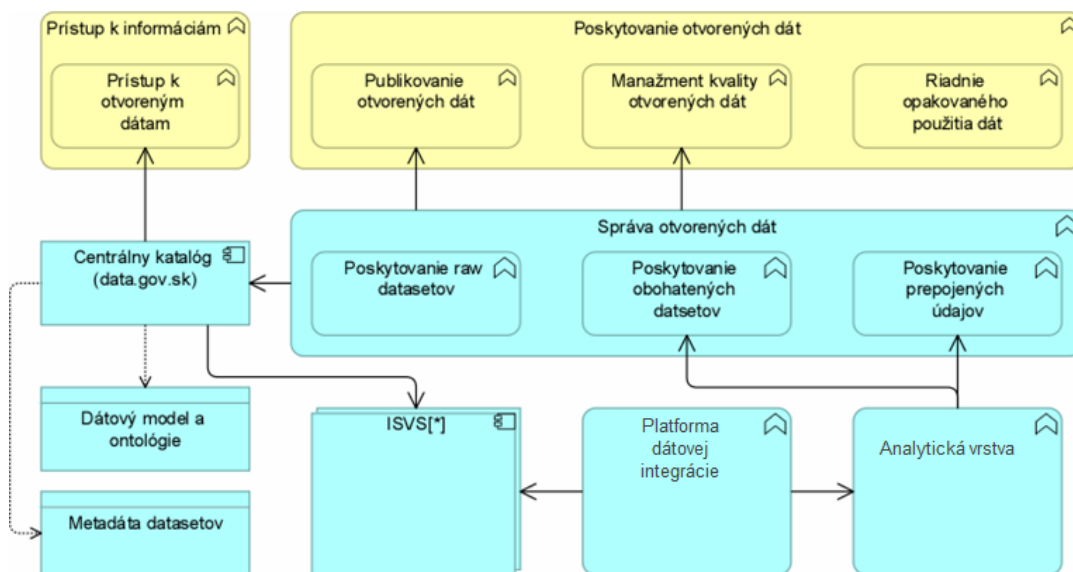 Prístup k informáciám
Prístup k
otvoreným
dátam
Poskytovanie otvorených dát
Publikovanie
otvorených dát
Manažment kvality
otvorených dát
Riadnie
opakovaného
použitia dát
Centrálny katalóg
(data.gov.sk)
Správa otvorených dát
Poskytovanie raw
datasetov
Poskytovanie
obohatených
datsetov
Poskytovanie
prepojených
údajov
Dátový model a
ontológie
Metadáta datasetov
ISVS[*]
Platforma
dátovej
integrácie
Analytická vrstva